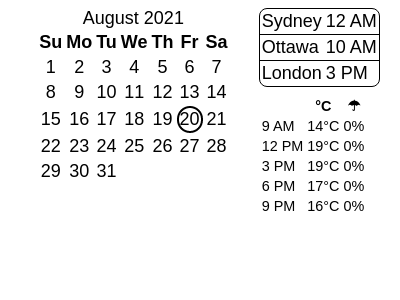 August 2021
Su Mo Tu We Th Fr Sa
1 2 3 4 5 6 7
8 9 10 11 12 13 14
15 16 17 18 19 20 21
22 23 24 25 26 27 28
29 30 31
Sydney 12 AM
Ottawa 10 AM
London 3 PM
°C ☂
9 AM 14°C 0%
12 PM 19°C 0%
3 PM 19°C 0%
6 PM 17°C 0%
9 PM 16°C 0%